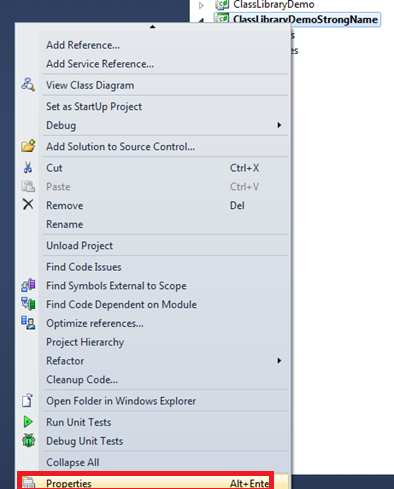 ClassLibraryDemo
ClassLibraryDemoStrongName
Add Reference...
Add Service Reference...
View Class Diagram
Set as StartUp Project
Debug
Add Solution to Source Control...
Cut Ctrl+X
Paste Ctrl+V
Remove Del
Rename
Unload Project
Find Code Issues
Find Symbols External to Scope
Find Code Dependent on Module
Optimize references...
Project Hierarchy
Refactor
Cleanup Code...
Open Folder in Windows Explorer
Run Unit Tests
Debug Unit Tests
Collapse All
Properties Alt+Ente